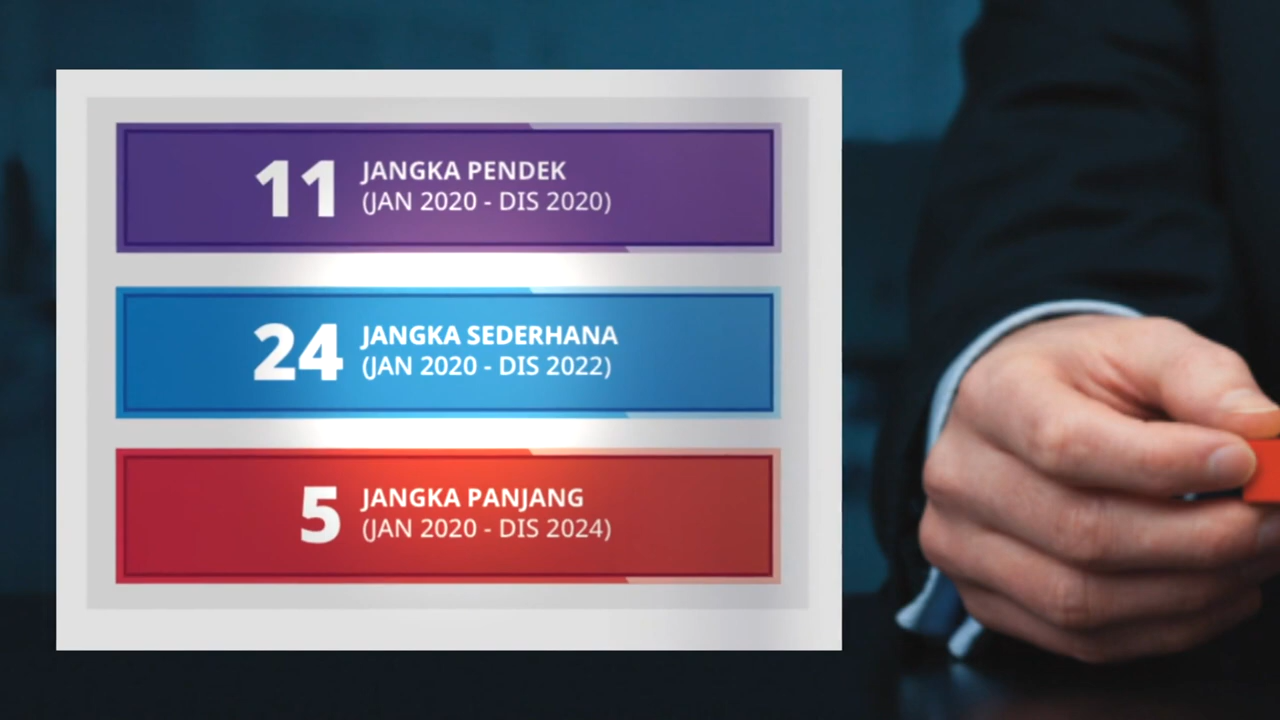 11
JANGKA PENDEK
(JAN 2020 - DIS 2020)
24
JANGKA SEDERHANA
(JAN 2020 - DIS 2022)
5
JANGKA PANJANG
(JAN 2020 - DIS 2024)